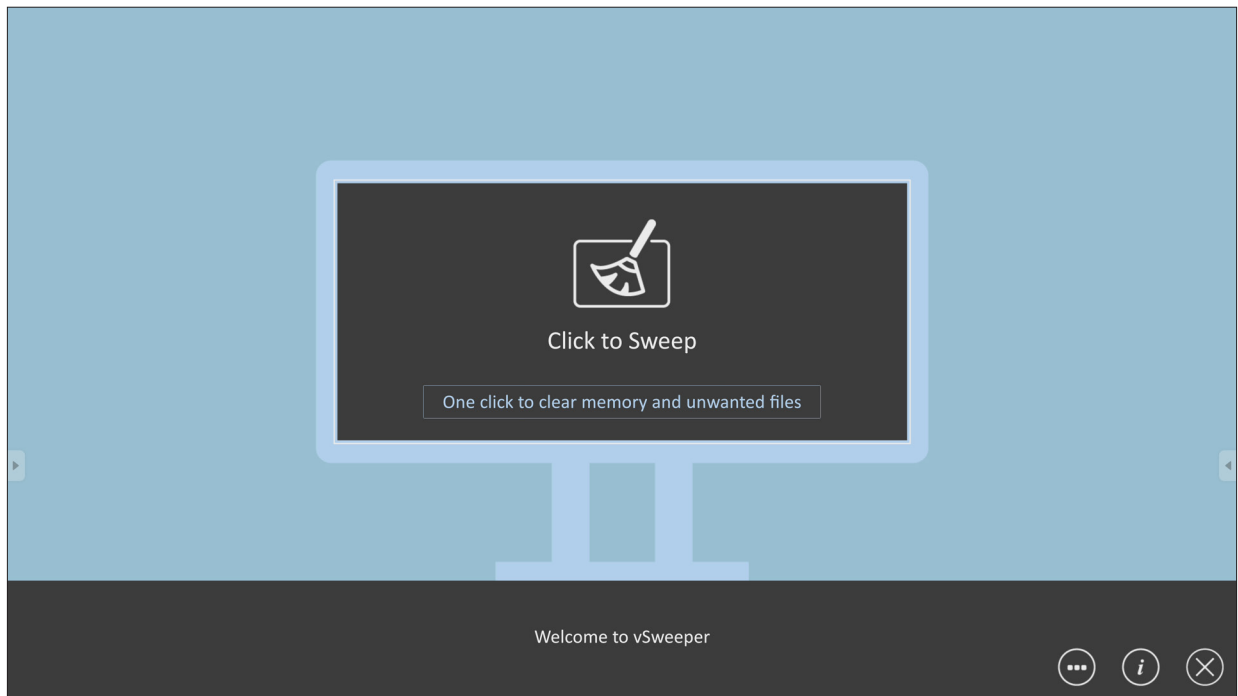 Click to Sweep
One click to clear memory and unwanted files
Welcome to vSweeper
i